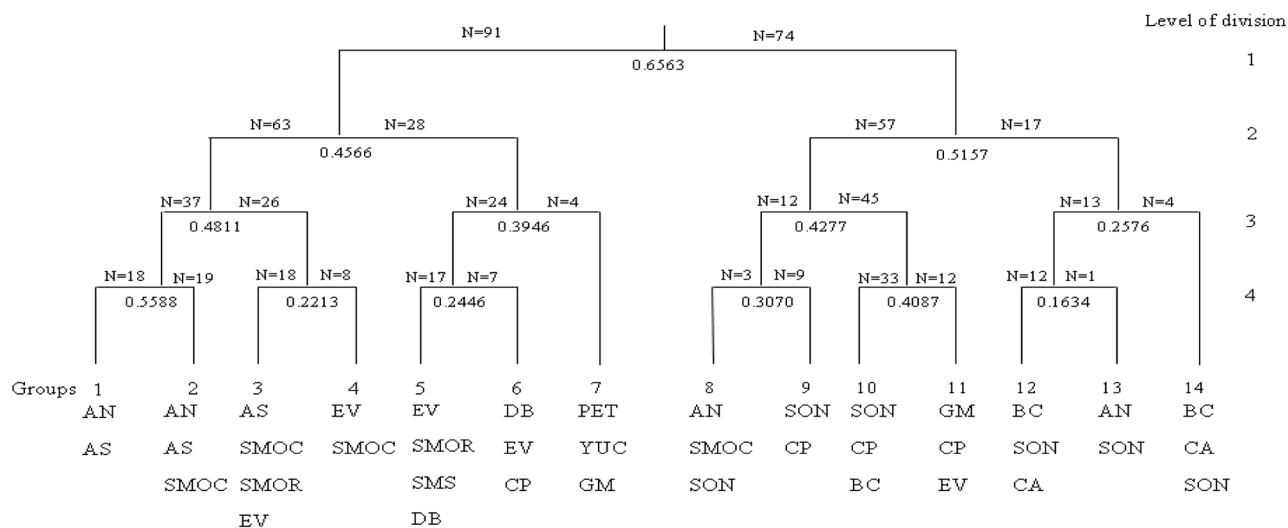 Level of division
N=91 N=74
0.6563 1
N=63 N=28 N=57 N=17 2
0.4566 0.5157
N=37 N=26 N=24 N=4 N=12 N=45 N=13 N=4
0.4811 0.3946 0.4277 0.2576 3
N=18 N=19 N=18 N=8 N=17 N=7 N=3 N=9 N=33 N=12 N=12 N=1
0.5588 0.2213 0.2446 0.3070 0.4087 0.1634 4
Groups 1 2 3 4 5 6 7 8 9 10 11 12 13 14
AN AN AS EV EV DB PET AN SON SON GM BC AN BC
AS AS SMOC SMOC SMOR EV YUC SMOC CP CP CP SON SON CA
SMOC SMOR SMS CP GM SON BC EV CA SON
EV DB